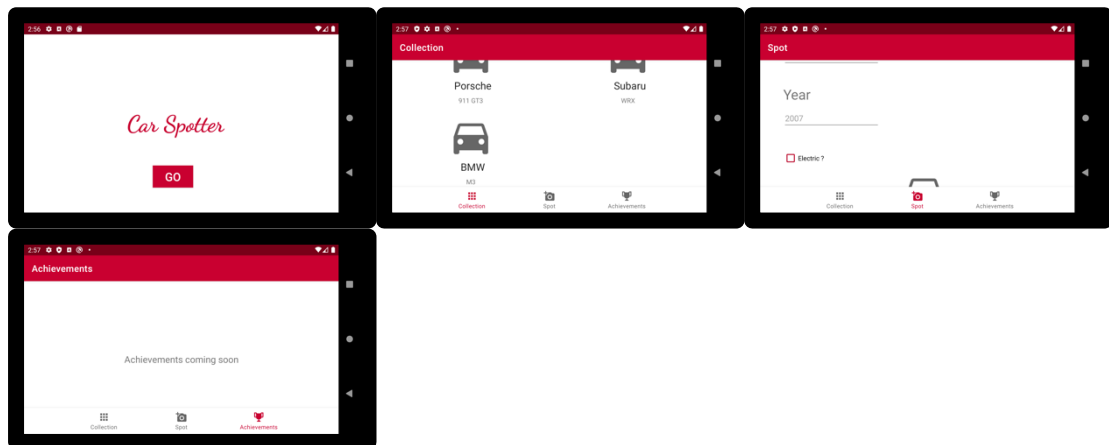 2:56
Car Spotter
GO
2:57
Collection
Porsche
911 GT3
Subaru
WRX
BMW
M3
Collection
Spot
Achievements
2:57
Spot
Year
2007
Electric ?
Collection
Spot
Achievements
2:57
Achievements
Achievements coming soon
Collection
Spot
Achievements